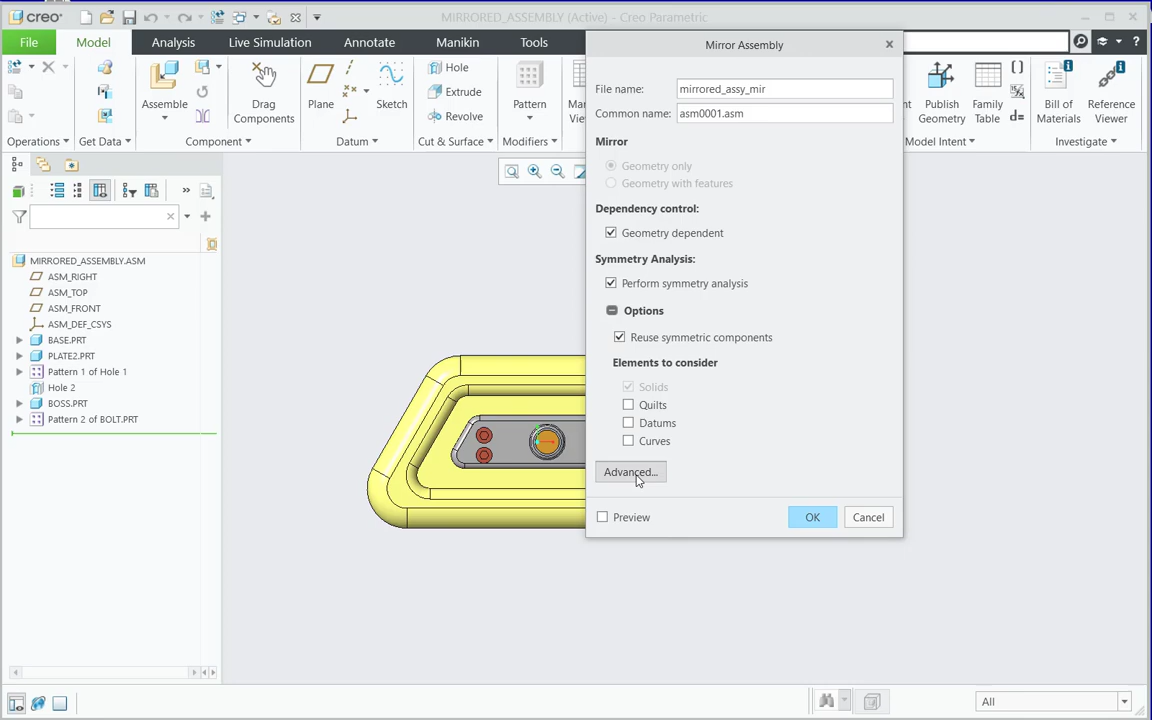 creo
MIRRORED_ASSEMBLY (Active) - Creo Parametric
File
Model
Analysis
Live Simulation
Annotate
Manikin
Tools
Operations
Get Data
Assemble
Drag
Components
Component
Plane
Sketch
Datum
Hole
Extrude
Revolve
Cut & Surface
Pattern
Modifiers
Publish
Geometry
Family
Table
Model Intent
Bill of
Materials
Reference
Viewer
Investigate
MIRRORED_ASSEMBLY.ASM
ASM_RIGHT
ASM_TOP
ASM_FRONT
ASM_DEF_CSYS
BASE.PRT
PLATE2.PRT
Pattern 1 of Hole 1
Hole 2
BOSS.PRT
Pattern 2 of BOLT.PRT
Mirror Assembly
File name: mirrored_assy_mir
Common name: asm0001.asm
Mirror
Geometry only
Geometry with features
Dependency control:
Geometry dependent
Symmetry Analysis:
Perform symmetry analysis
Options
Reuse symmetric components
Elements to consider
Solids
Quilts
Datums
Curves
Advanced...
Preview
OK
Cancel
All